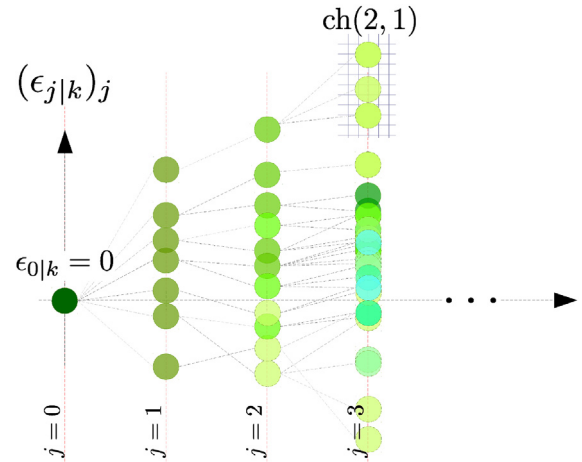 ch(2, 1)
(ϵ_{j|k})_j
ϵ_{0|k} = 0
. . .
j = 0
j = 1
j = 2
j = 3